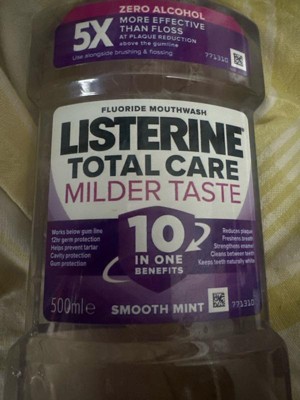 ZERO ALCOHOL
5X
MORE EFFECTIVE
THAN FLOSS
AT PLAQUE REDUCTION
above the gumline
Use alongside brushing & flossing
771310
FLUORIDE MOUTHWASH
LISTERINE
TOTAL CARE
MILDER TASTE
10
IN ONE
BENEFITS
Works below gum line
12hr germ protection
Helps prevent tartar
Cavity protection
Gum protection
Reduces plaque
Freshens breath
Strengthens enamel
Cleans between teeth
Keeps teeth naturally white
500ml e
SMOOTH MINT
771310